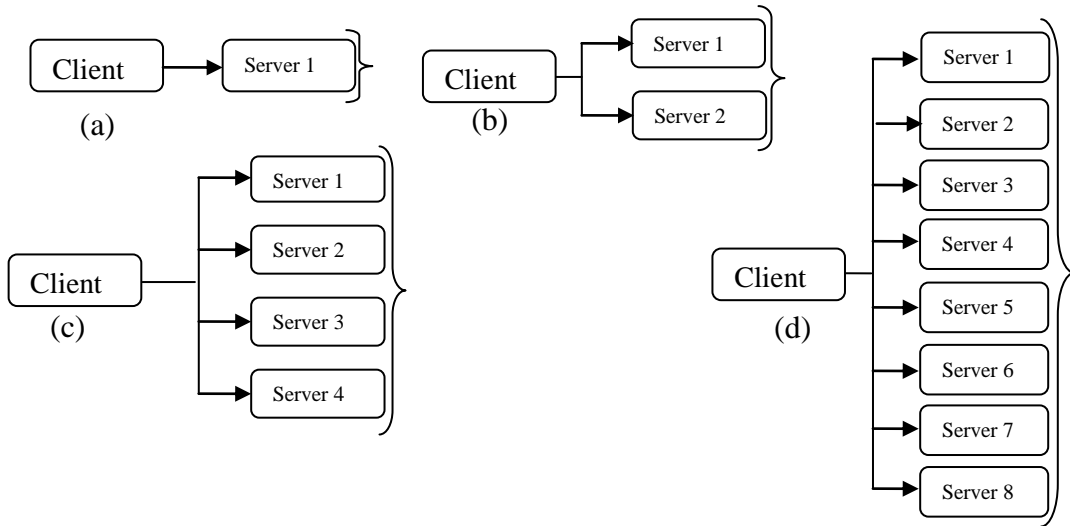 Client
Server 1
(a)
Client
Server 1
Server 2
(b)
Client
Server 1
Server 2
Server 3
Server 4
(c)
Client
Server 1
Server 2
Server 3
Server 4
Server 5
Server 6
Server 7
Server 8
(d)